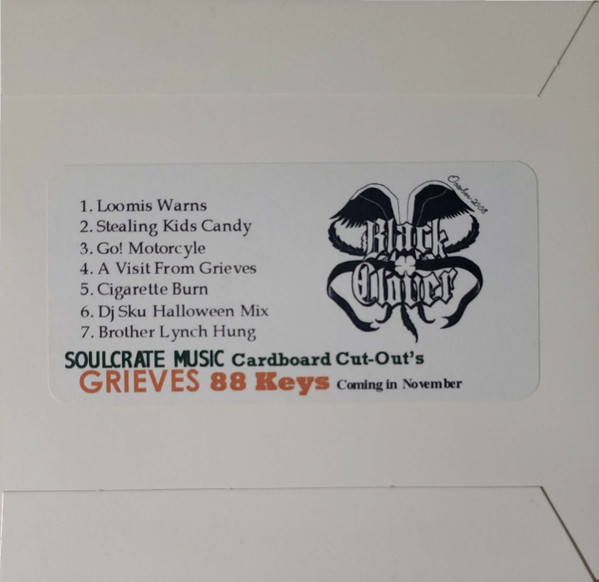 1. Loomis Warns
2. Stealing Kids Candy
3. Go! Motorcyle
4. A Visit From Grieves
5. Cigarette Burn
6. Dj Sku Halloween Mix
7. Brother Lynch Hung
October 2008
Black
Clover
SOULCRATE MUSIC Cardboard Cut-Out's
GRIEVES 88 Keys Coming in November